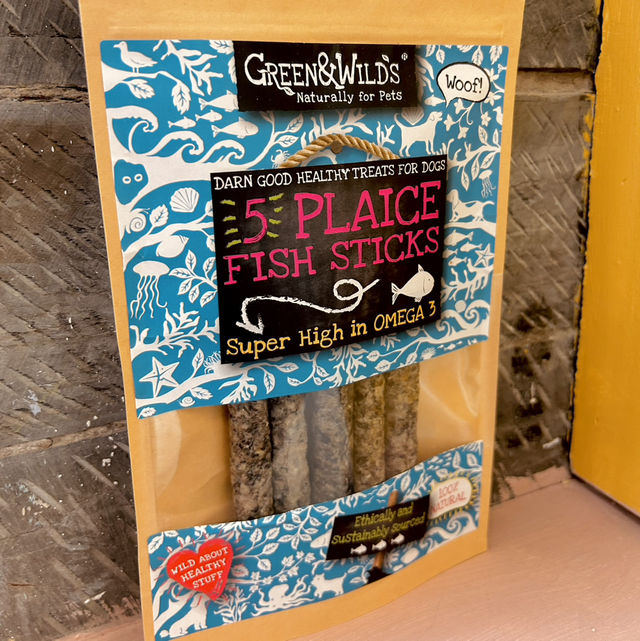 GREEN&WILD'S®
Naturally for Pets
Woof!
DARN GOOD HEALTHY TREATS FOR DOGS
5 PLAICE
FISH STICKS
Super High in OMEGA 3
100%
NATURAL
Ethically and
Sustainably Sourced
WILD ABOUT
HEALTHY
STUFF